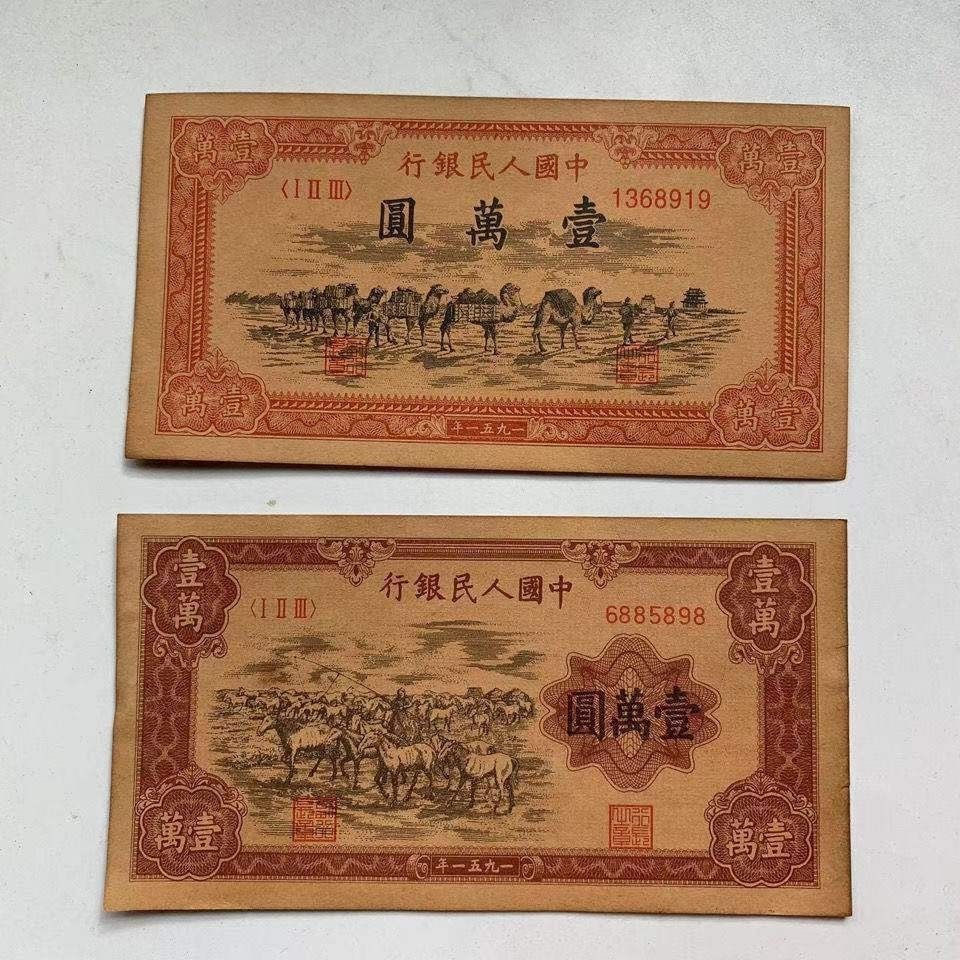 壹萬
壹萬
中國人民銀行
〈Ⅰ Ⅱ Ⅲ〉
1368919
壹萬圓
壹萬
壹萬
一九五一年
壹萬
壹萬
中國人民銀行
〈Ⅰ Ⅱ Ⅲ〉
6885898
壹萬圓
壹萬
壹萬
一九五一年